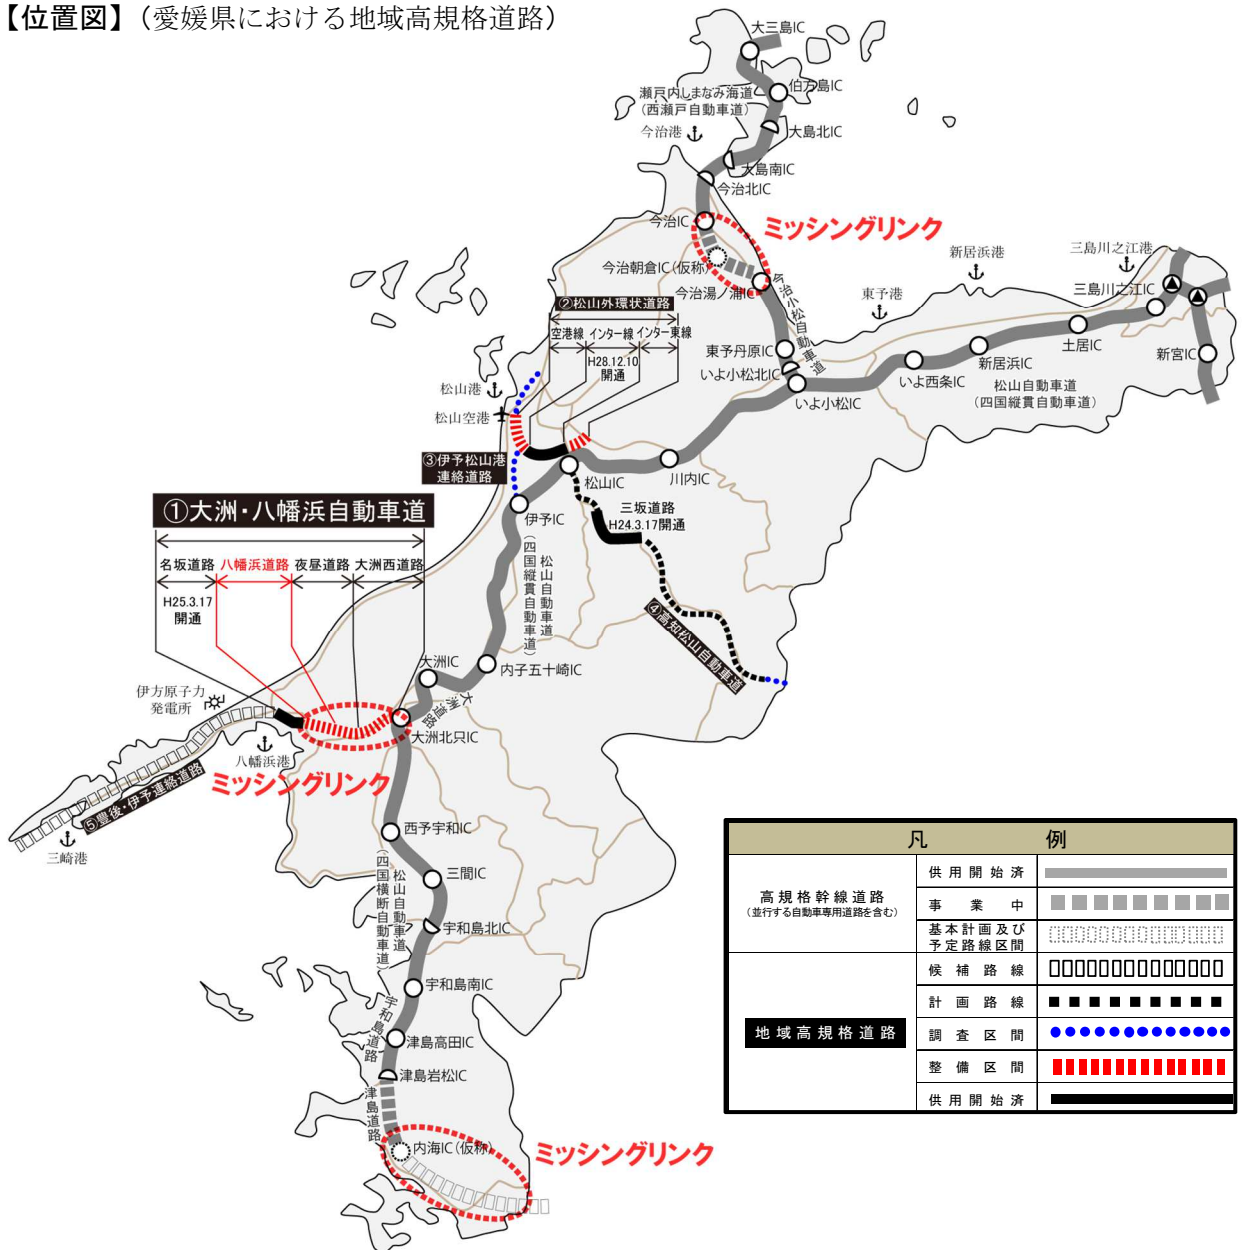 【位置図】（愛媛県における地域高規格道路）
大三島IC
伯方島IC
瀬戸内しまなみ海道
（西瀬戸自動車道）
今治港
大島北IC
大島南IC
今治北IC
今治IC
ミッシングリンク
今治朝倉IC（仮称）
今治湯ノ浦IC
今治小松自動車道
新居浜港
三島川之江港
東予港
三島川之江IC
②松山外環状道路
空港線
インター線
インター東線
H28.12.10
開通
東予丹原IC
いよ小松北IC
いよ小松IC
いよ西条IC
新居浜IC
土居IC
新宮IC
松山自動車道
（四国縦貫自動車道）
松山港
松山空港
③伊予松山港
連絡道路
松山IC
川内IC
伊予IC
三坂道路
H24.3.17開通
①大洲・八幡浜自動車道
名坂道路
八幡浜道路
夜昼道路
大洲西道路
H25.3.17
開通
松山自動車道
（四国縦貫自動車道）
④高知松山自動車道
大洲IC
内子五十崎IC
大洲道路
大洲北只IC
伊方原子力
発電所
八幡浜港
ミッシングリンク
⑤豊後・伊予連絡道路
三崎港
西予宇和IC
三間IC
松山自動車道
（四国横断自動車道）
宇和島北IC
宇和島南IC
宇和島道路
津島高田IC
津島岩松IC
津島道路
内海IC（仮称）
ミッシングリンク
凡 例
高規格幹線道路
（並行する自動車専用道路を含む）
供用開始済
事業中
基本計画及び
予定路線区間
地域高規格道路
候補路線
計画路線
調査区間
整備区間
供用開始済